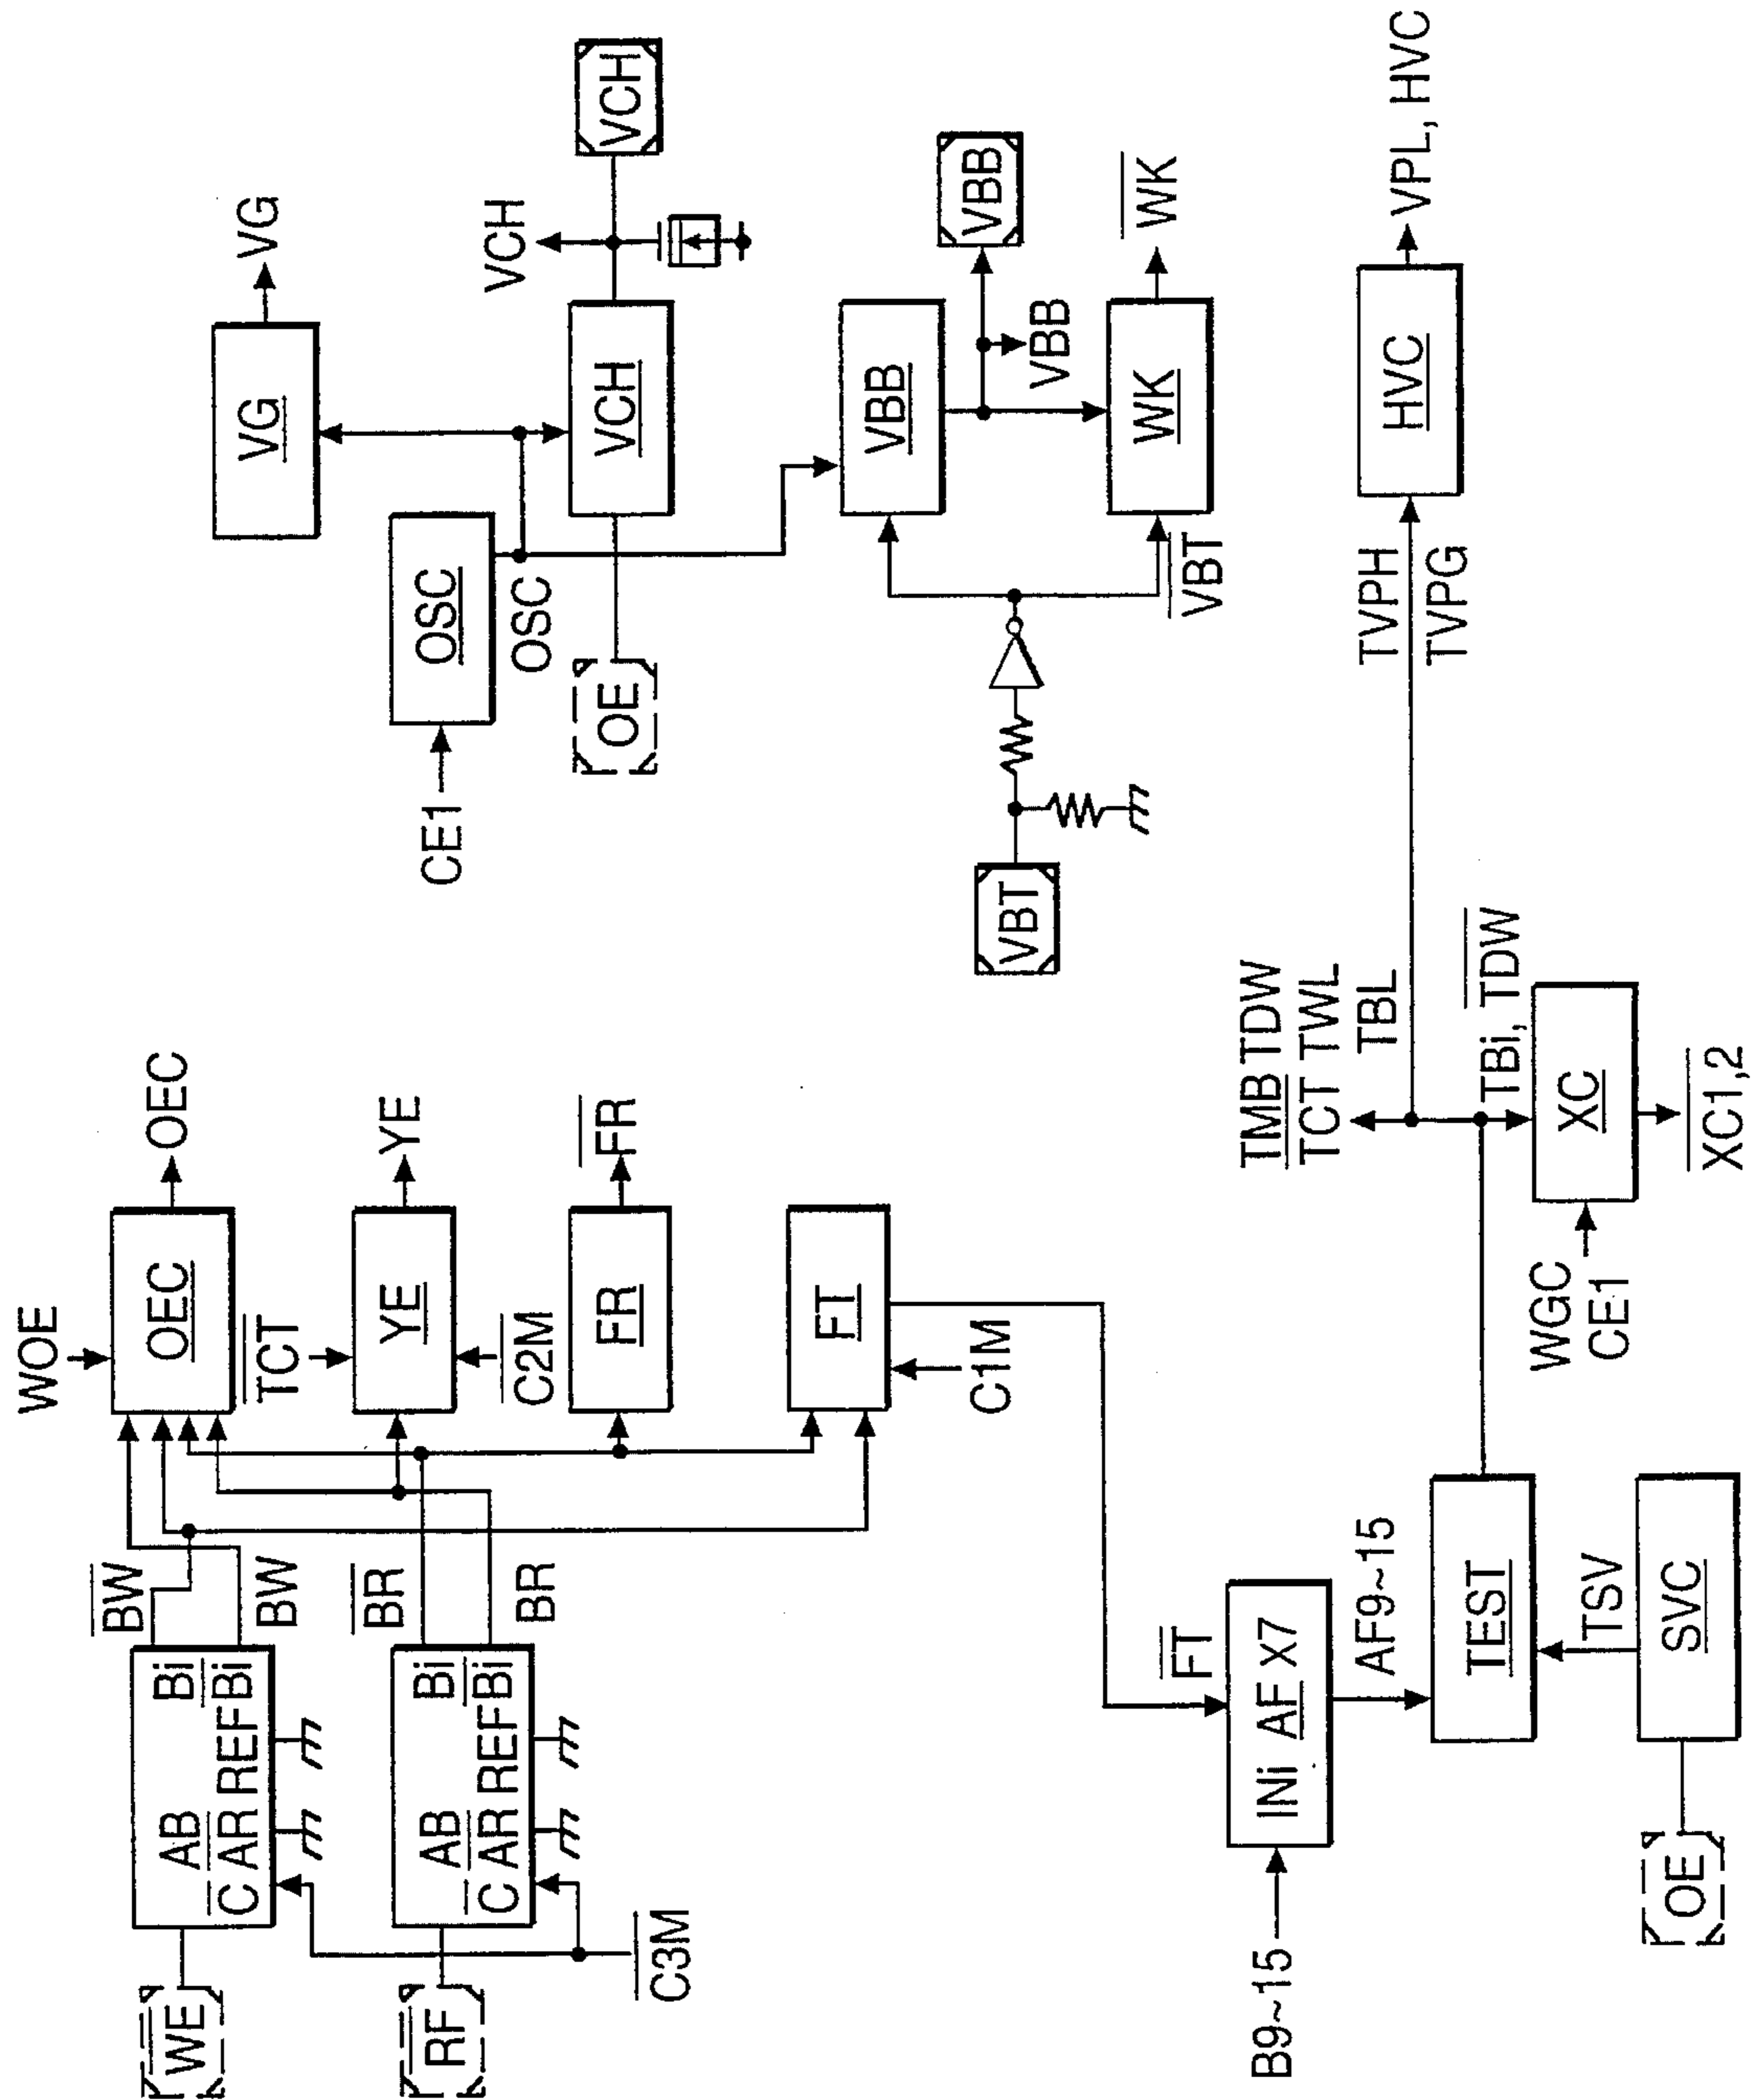 WE
AB Bi
C AR REF Bi
BW
BW
WOE
OEC
OEC
RF
AB Bi
C AR REF Bi
BR
BR
C3M
TCT
YE
YE
C2M
FR
FR
FT
C1M
FT
B9~15
INi AF X7
AF9~15
TEST
TSV
SVC
OE
TMB TDW
TCT TWL
TBL
TBi, TDW
WGC
CE1
XC
XC1,2
TVPH
TVPG
HVC
VPL, HVC
CE1
OSC
OSC
VG
VG
OE
VCH
VCH
VCH
VBT
VBT
VBB
VBB
VBB
WK
WK